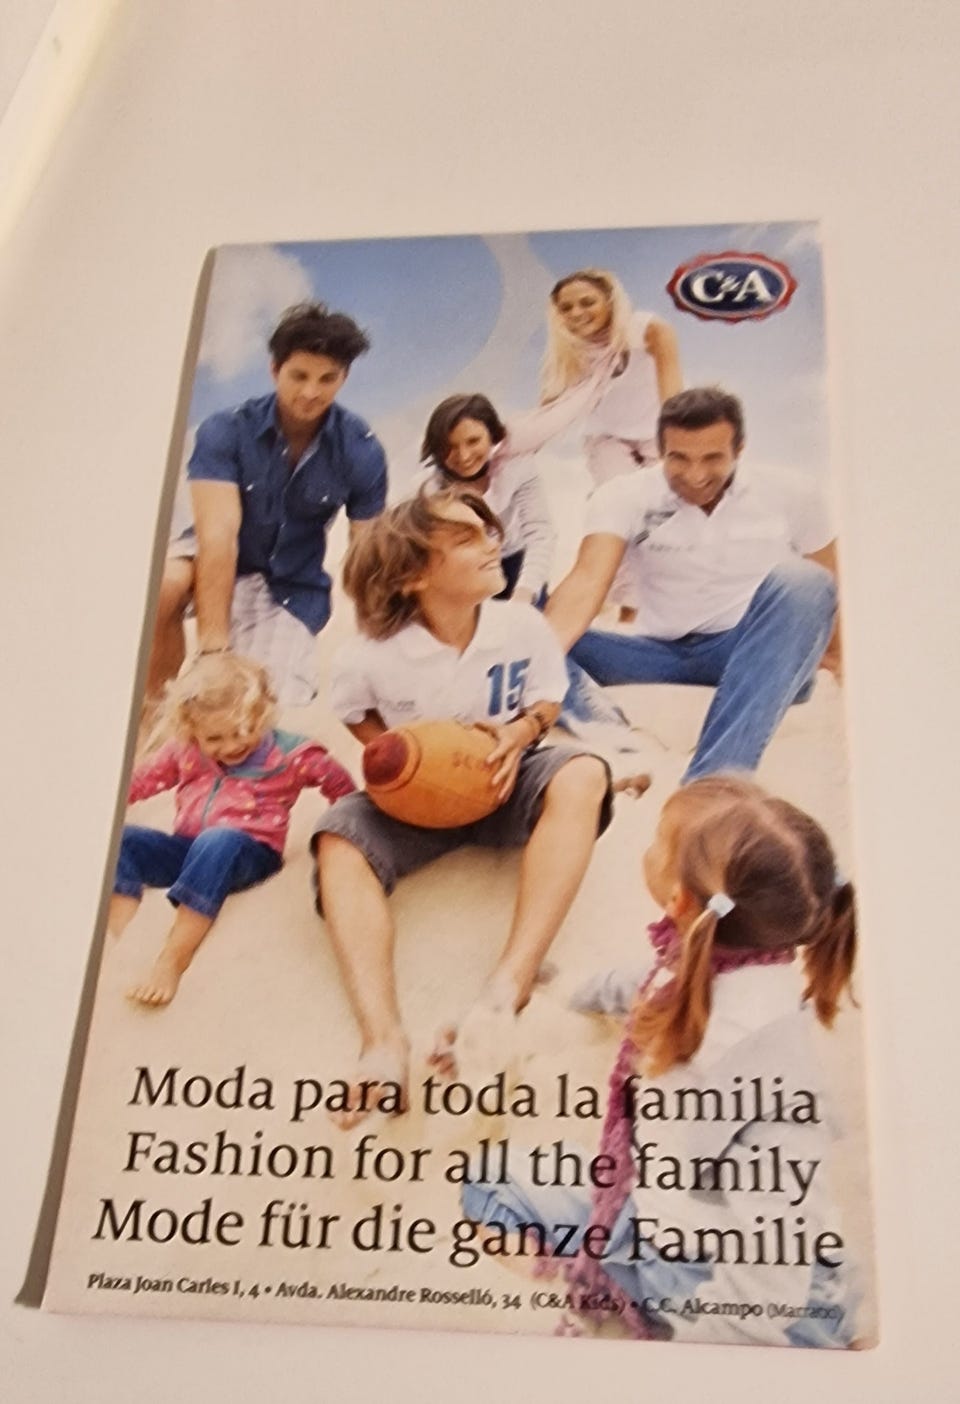 C&A
15
Moda para toda la familia
Fashion for all the family
Mode für die ganze Familie
Plaza Joan Carles I, 4 • Avda. Alexandre Rosselló, 34 (C&A Kids) • C.C. Alcampo (Marratxí)